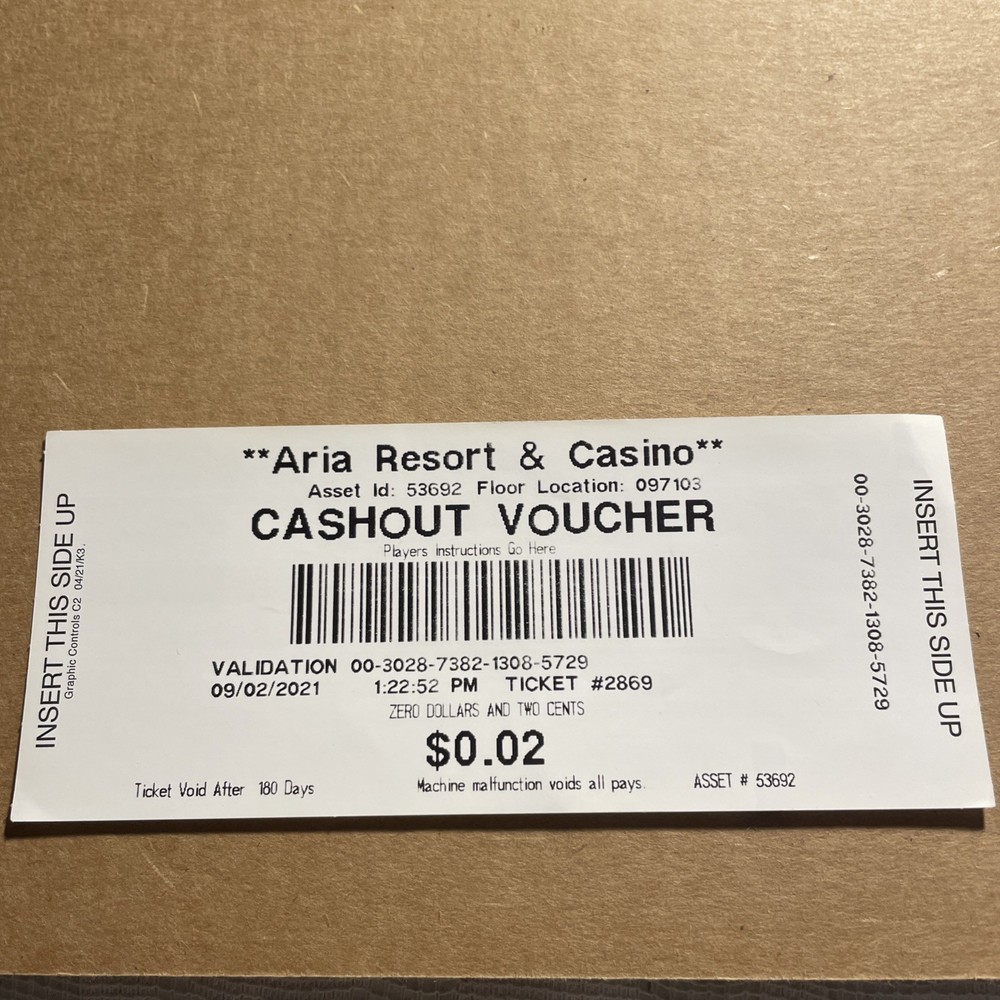 INSERT THIS SIDE UP
Graphic Controls C2 04/21/K3.
**Aria Resort & Casino**
Asset Id: 53692 Floor Location: 097103
CASHOUT VOUCHER
Players Instructions Go Here
VALIDATION 00-3028-7382-1308-5729
09/02/2021 1:22:52 PM TICKET #2869
ZERO DOLLARS AND TWO CENTS
$0.02
Ticket Void After 180 Days Machine malfunction voids all pays. ASSET # 53692
00-3028-7382-1308-5729
INSERT THIS SIDE UP